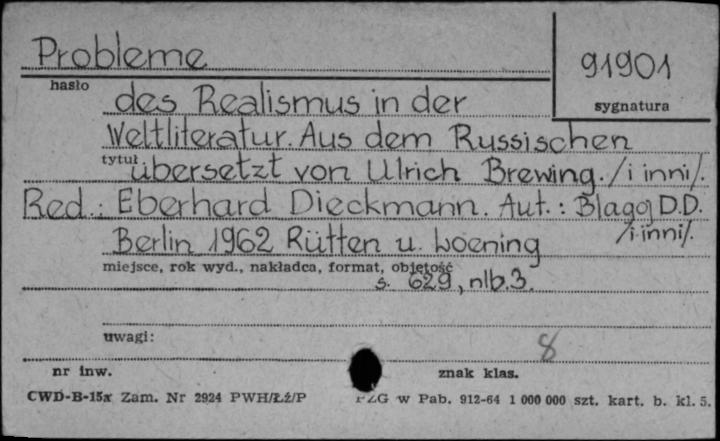 Probleme
91901
hasło
sygnatura
des Realismus in der
Weltliteratur. Aus dem Russischen
tytuł
übersetzt von Ulrich Brewing. /i inni/.
Red.: Eberhard Dieckmann. Aut.: Blagoj D.D.
/i inni/.
Berlin 1962 Rütten u. Loening
miejsce, rok wyd., nakładca, format, objętość
s. 629, nlb. 3.
uwagi:
8
nr inw.
znak klas.
CWD-B-15x Zam. Nr 2924 PWH/Łż/P
PZG w Pab. 912-64 1 000 000 szt. kart. b. kl. 5.